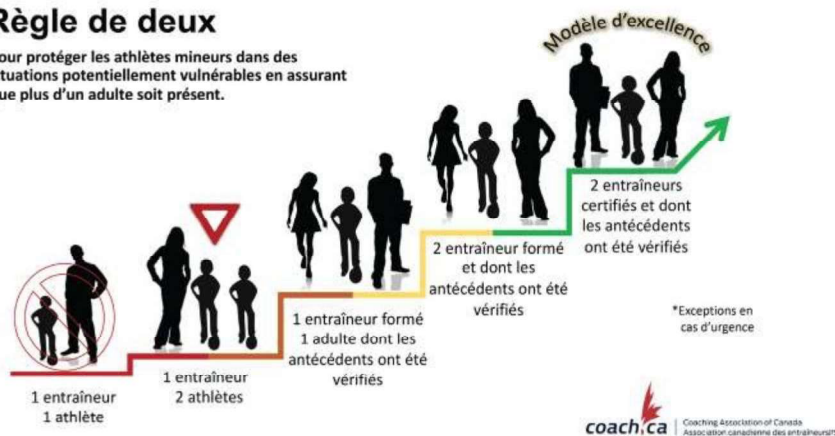 Règle de deux
our protéger les athlètes mineurs dans des
tuations potentiellement vulnérables en assurant
ue plus d'un adulte soit présent.
Modèle d'excellence
2 entraîneurs
certifiés et dont
les antécédents
ont été vérifiés
2 entraîneur formé
et dont les
antécédents ont été
vérifiés
*Exceptions en
cas d'urgence
1 entraîneur formé
1 adulte dont les
antécédents ont été
vérifiés
1 entraîneur
2 athlètes
1 entraîneur
1 athlète
coach.ca
Coaching Association of Canada
Association canadienne des entraîneurs